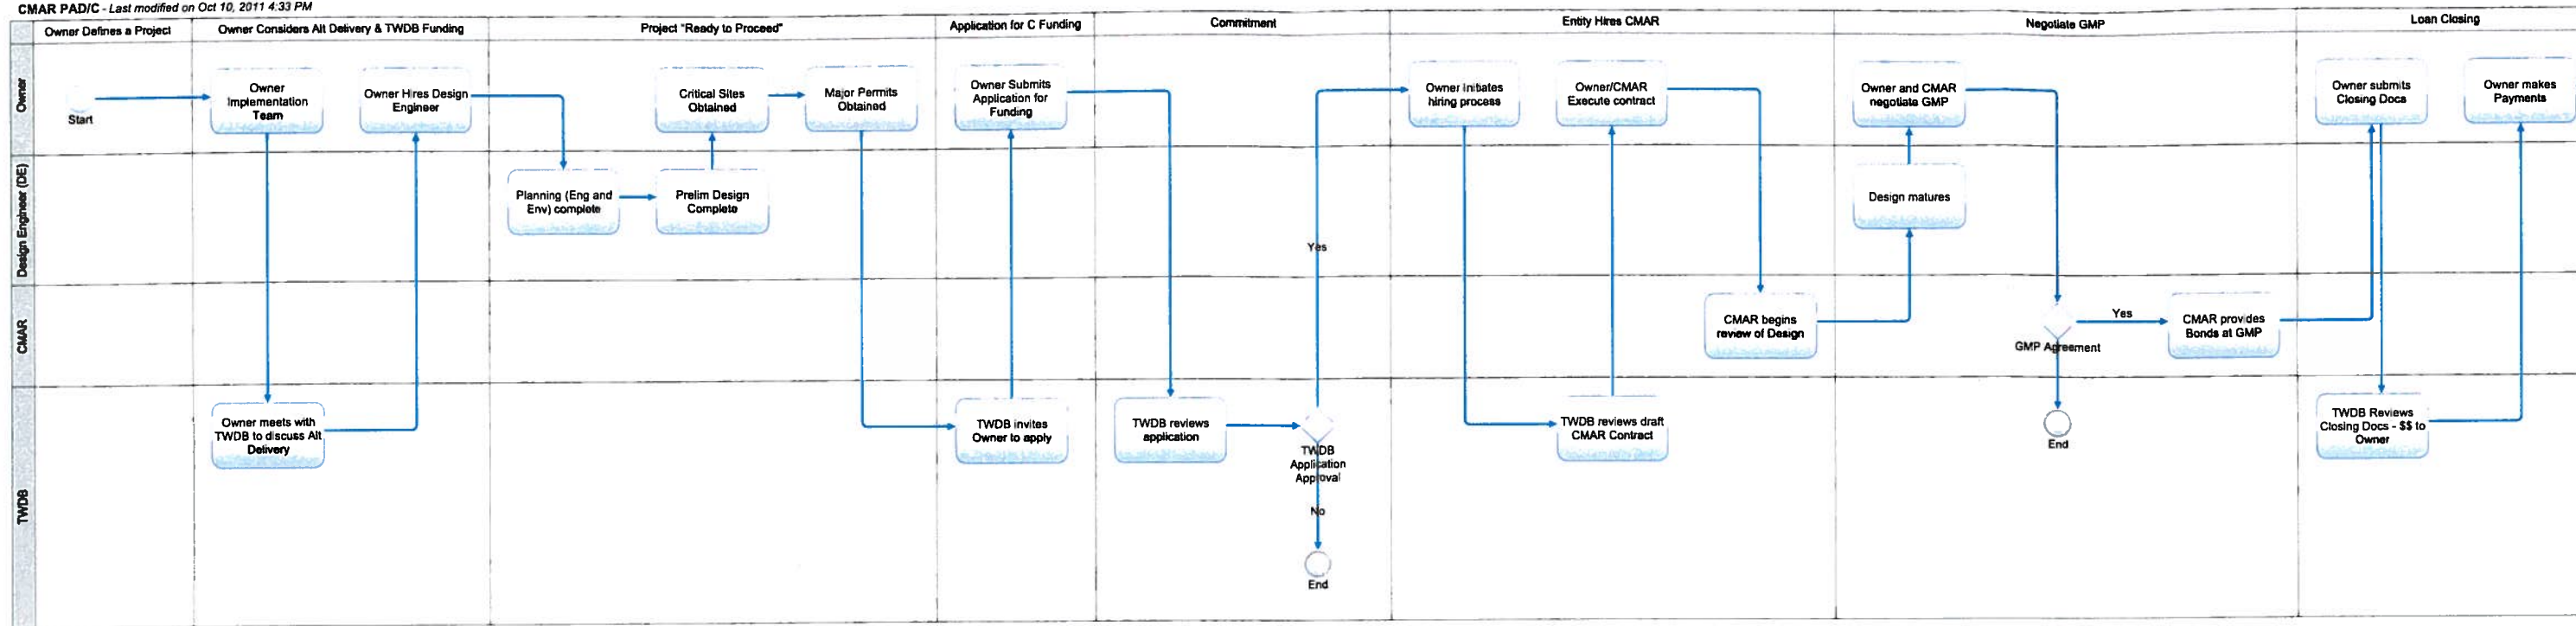 CMAR PAD/C - Last modified on Oct 10, 2011 4:33 PM
Owner Defines a Project
Owner Considers Alt Delivery & TWDB Funding
Project "Ready to Proceed"
Application for C Funding
Commitment
Entity Hires CMAR
Negotiate GMP
Loan Closing
Owner
Start
Owner
Implementation
Team
Owner Hires Design
Engineer
Critical Sites
Obtained
Major Permits
Obtained
Owner Submits
Application for
Funding
Owner Initiates
hiring process
Owner/CMAR
Execute contract
Owner and CMAR
negotiate GMP
Owner submits
Closing Docs
Owner makes
Payments
Design Engineer (DE)
Planning (Eng and
Env) complete
Prelim Design
Complete
Yes
Design matures
CMAR
CMAR begins
review of Design
GMP Agreement
Yes
CMAR provides
Bonds at GMP
TWDB
Owner meets with
TWDB to discuss Alt
Delivery
TWDB invites
Owner to apply
TWDB reviews
application
TWDB
Application
Approval
No
End
TWDB reviews draft
CMAR Contract
End
TWDB Reviews
Closing Docs - $$ to
Owner